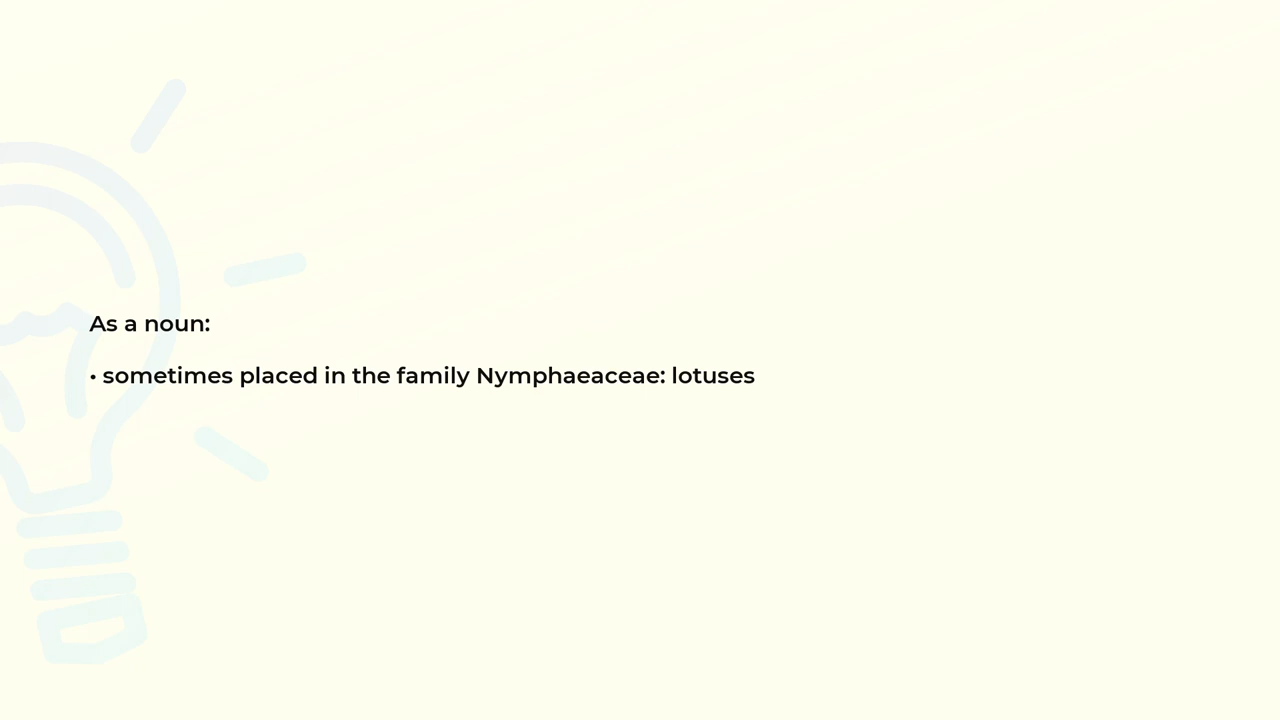 As a noun:
• sometimes placed in the family Nymphaeaceae: lotuses